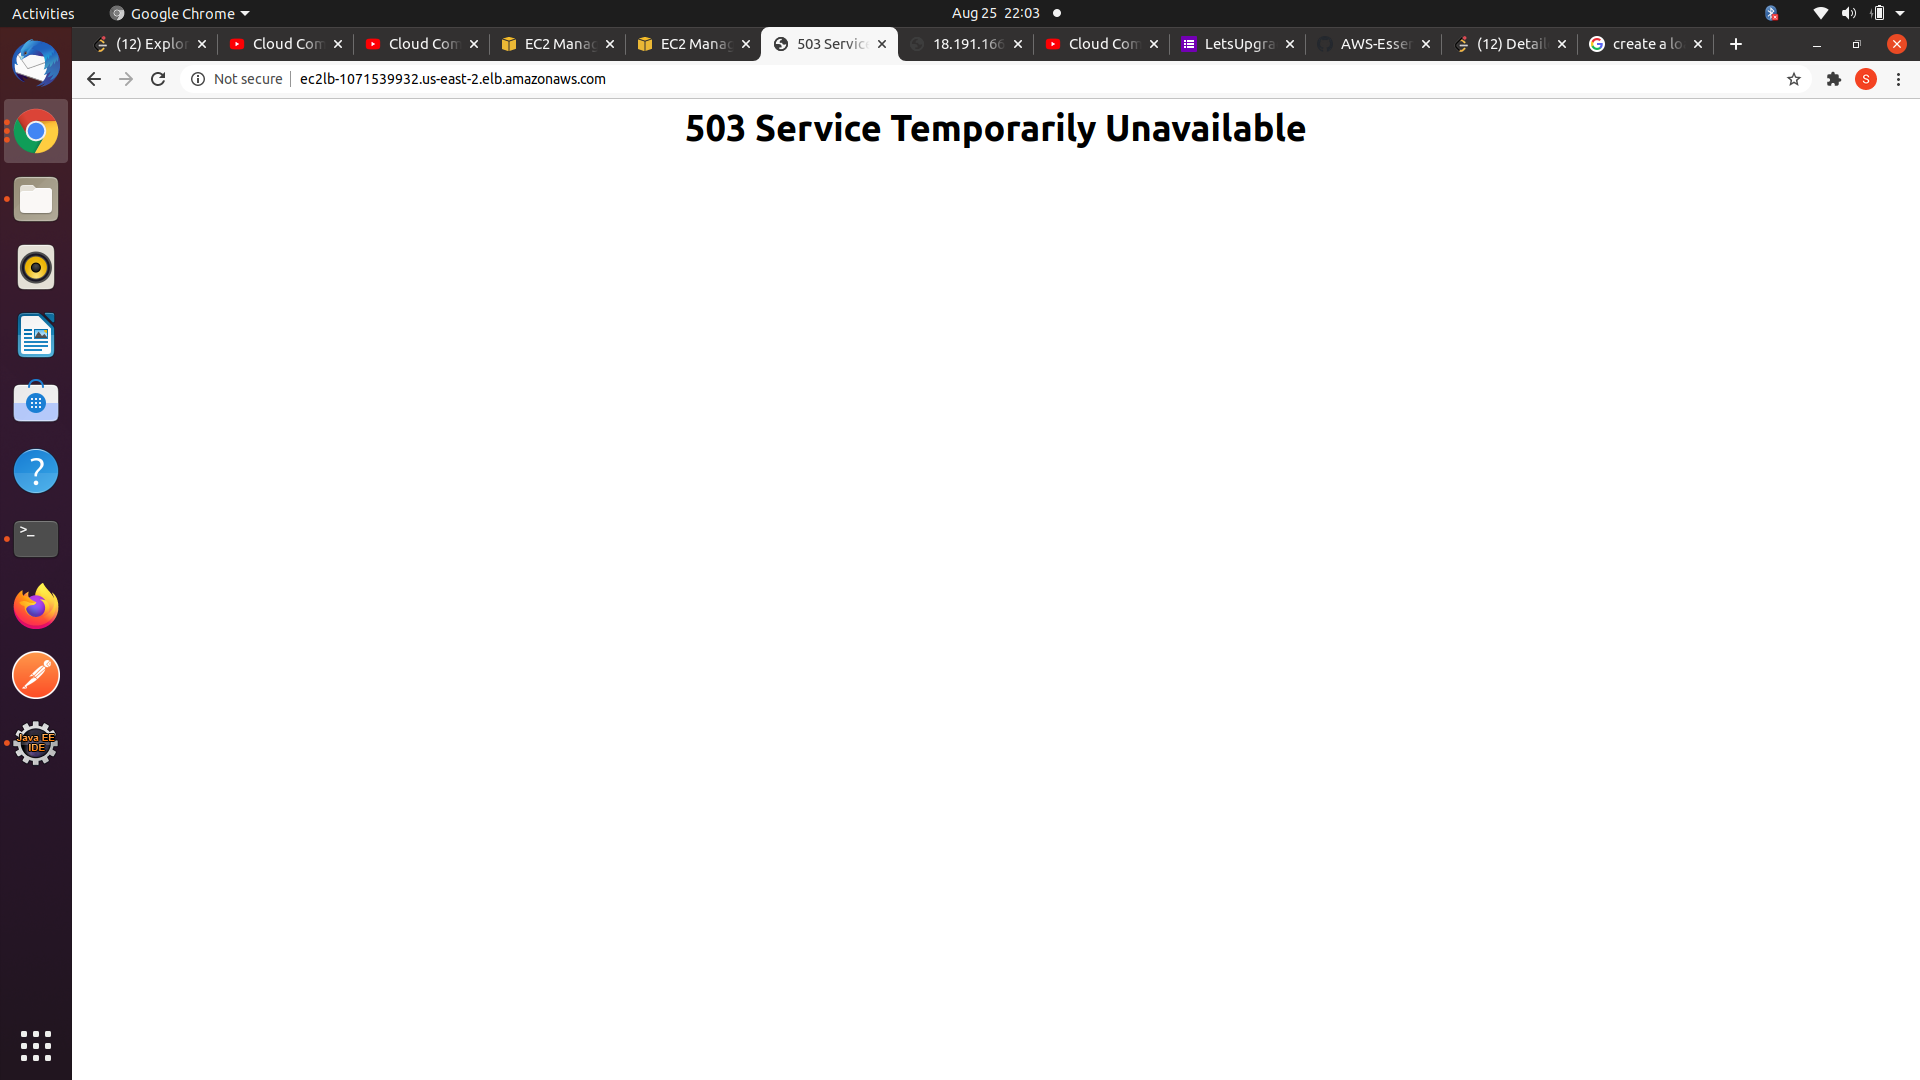 Activities
Google Chrome
Aug 25 22:03
(12) Explor
Cloud Com
Cloud Com
EC2 Manag
EC2 Manag
503 Servic
18.191.166
Cloud Com
LetsUpgra
AWS-Essen
(12) Detail
create a lo
Not secure
ec2lb-1071539932.us-east-2.elb.amazonaws.com
S
503 Service Temporarily Unavailable
?
>_
Java EE
IDE